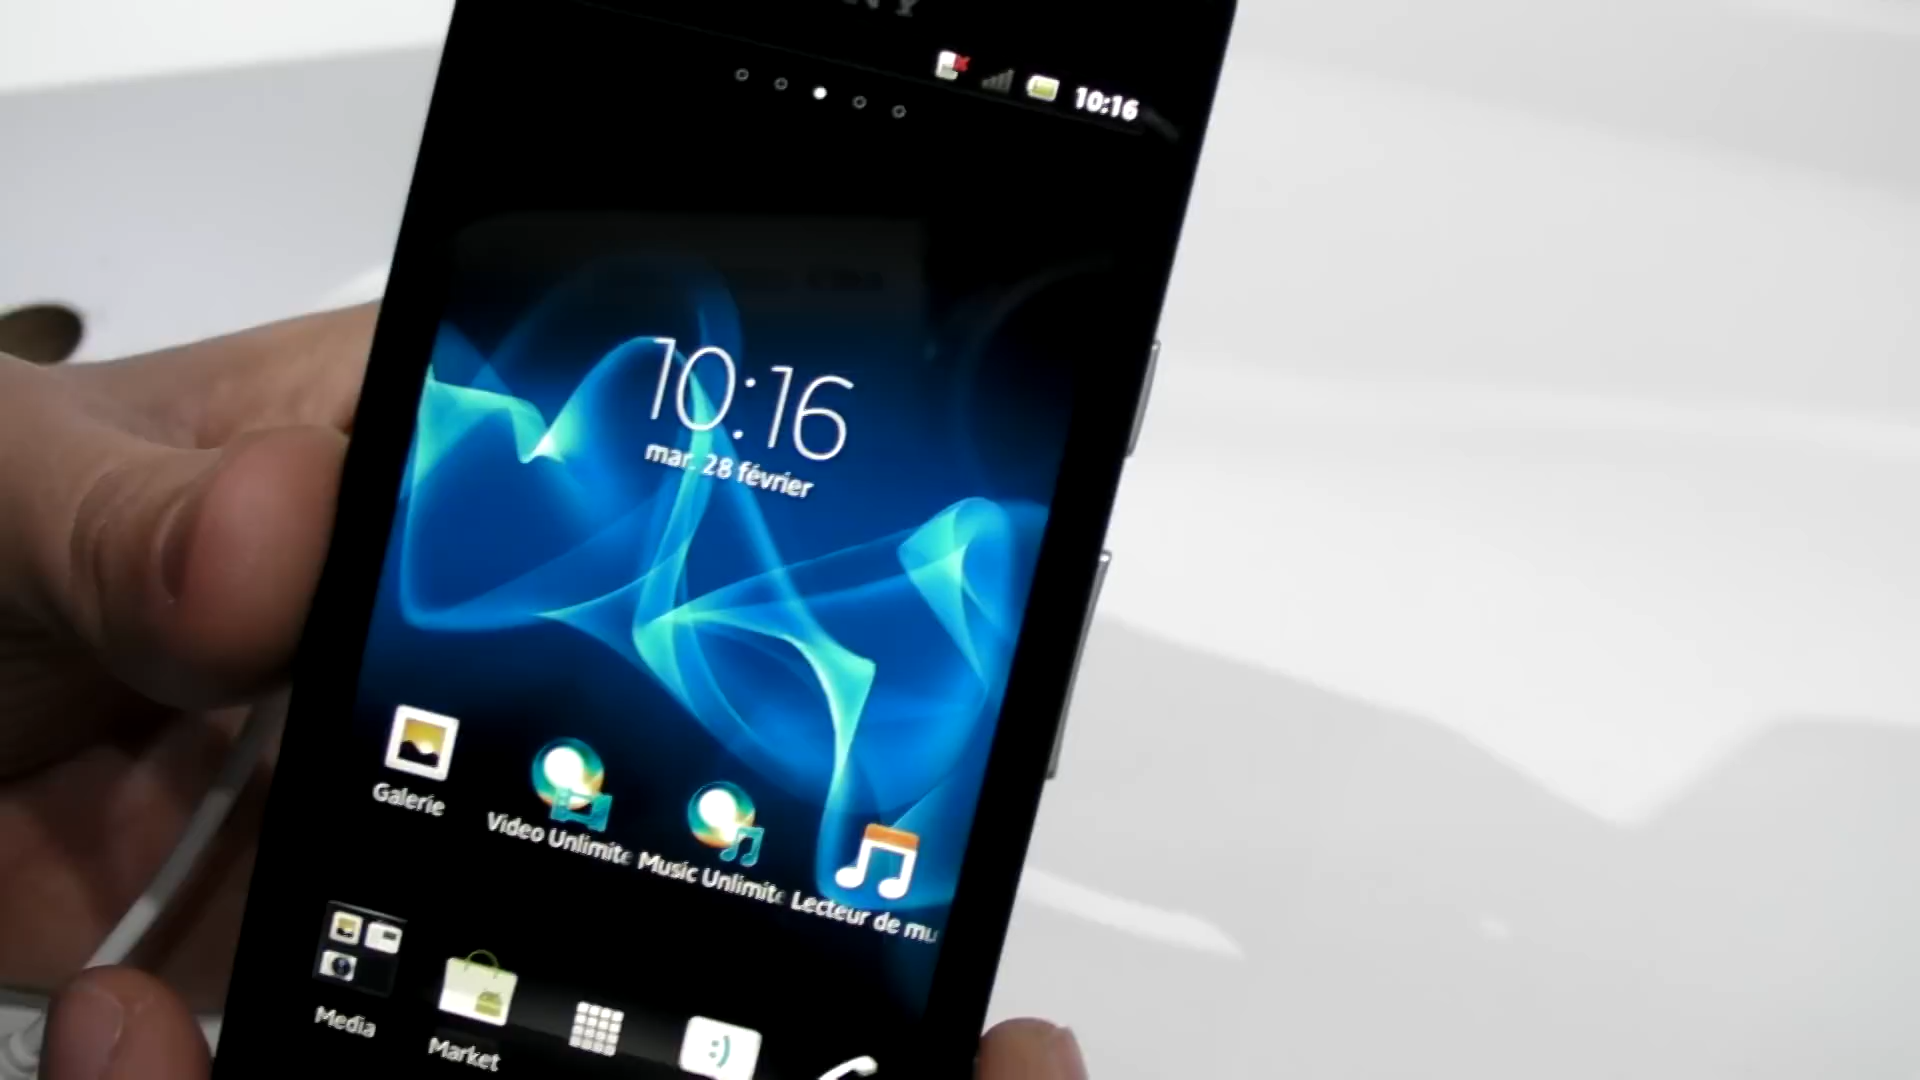 10:16
10:16
mar. 28 février
Galerie
Video Unlimite
Music Unlimite
Lecteur de mu
Media
Market
:)